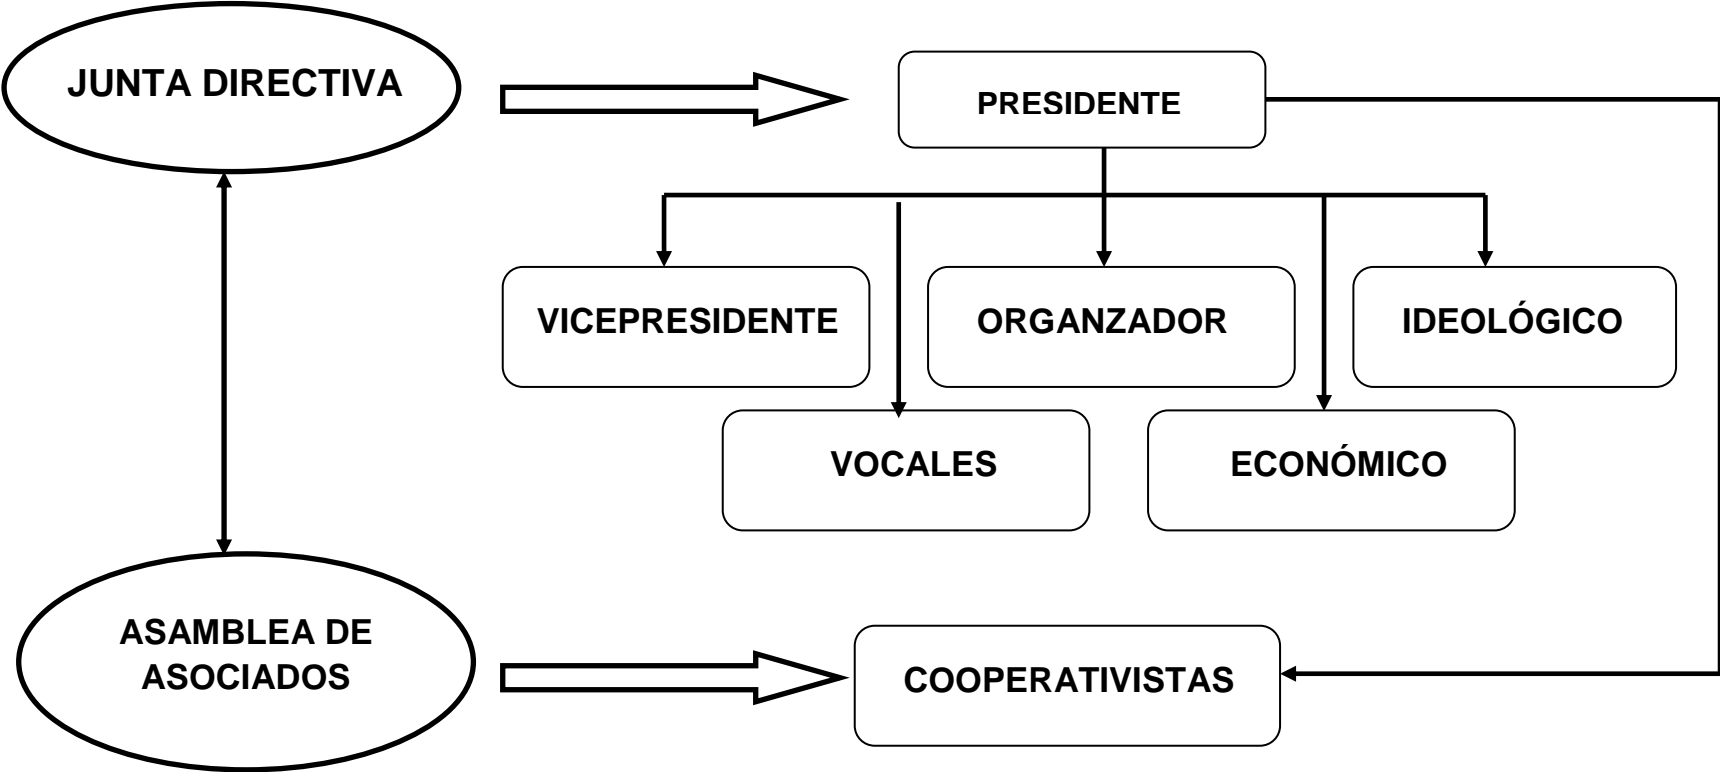 JUNTA DIRECTIVA
PRESIDENTE
VICEPRESIDENTE
ORGANZADOR
IDEOLÓGICO
VOCALES
ECONÓMICO
ASAMBLEA DE
ASOCIADOS
COOPERATIVISTAS